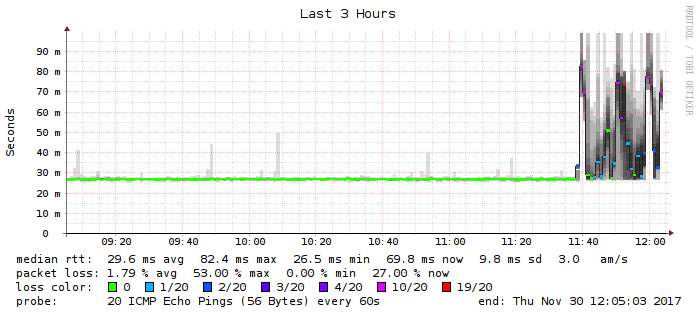 Last 3 Hours
RRDTOOL / TOBI OETIKER
Seconds
90 m
80 m
70 m
60 m
50 m
40 m
30 m
20 m
10 m
0
09:20 09:40 10:00 10:20 10:40 11:00 11:20 11:40 12:00
median rtt: 29.6 ms avg 82.4 ms max 26.5 ms min 69.8 ms now 9.8 ms sd 3.0 am/s
packet loss: 1.79 % avg 53.00 % max 0.00 % min 27.00 % now
loss color: 0 1/20 2/20 3/20 4/20 10/20 19/20
probe: 20 ICMP Echo Pings (56 Bytes) every 60s end: Thu Nov 30 12:05:03 2017